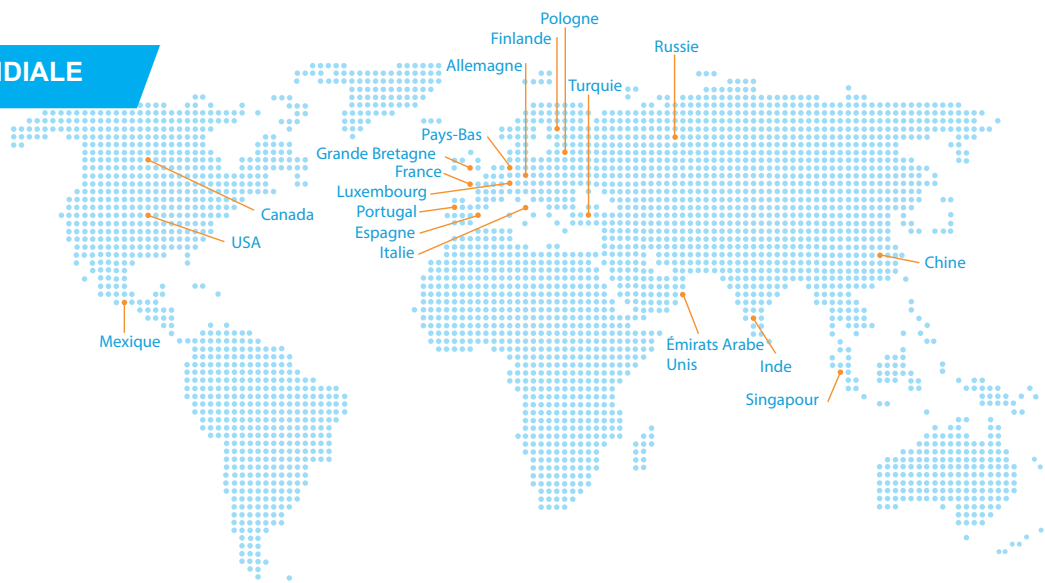 Pologne
Finlande
Russie
Allemagne
Turquie
Pays-Bas
Grande Bretagne
France
Luxembourg
Portugal
Espagne
Italie
Canada
USA
Chine
Mexique
Émirats Arabe
Unis
Inde
Singapour